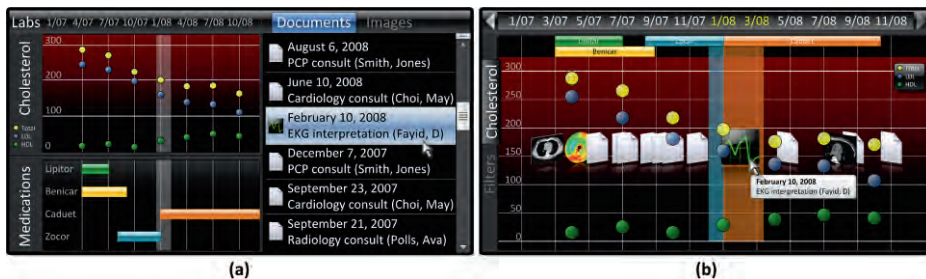 Labs 1/07 4/07 6/07 8/07 10/07 1/08 4/08 6/08 8/08 10/08
300
200
100
0
Cholesterol
Total
LDL
HDL
Medications
Lipitor
Benicar
Caduet
Zocor
Documents Images
August 6, 2008
PCP consult (Smith, Jones)
June 10, 2008
Cardiology consult (Choi, May)
February 10, 2008
EKG interpretation (Fayid, D)
December 7, 2007
PCP consult (Smith, Jones)
September 23, 2007
Cardiology consult (Choi, May)
September 21, 2007
Radiology consult (Polls, Ava)
(a)
1/07 3/07 5/07 7/07 9/07 11/07 1/08 3/08 5/08 7/08 9/08 11/08
Benicar
Cholesterol
Filters
300
250
200
150
100
50
0
Total
LDL
HDL
February 10, 2008
EKG interpretation (Fayid, D)
(b)